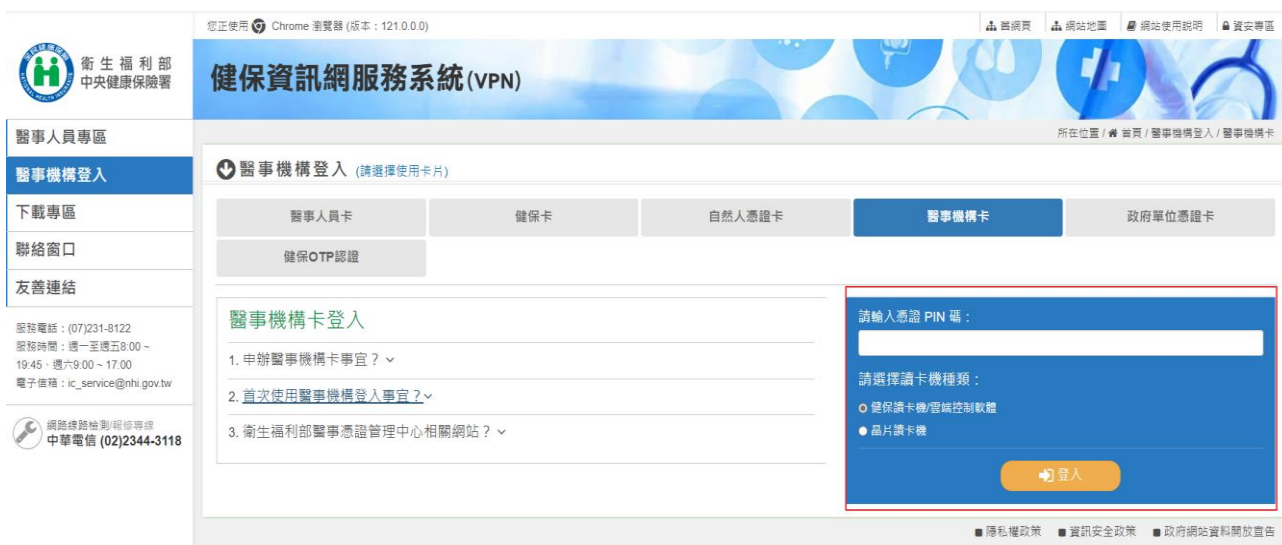 您正使用 Chrome 瀏覽器 (版本：121.0.0.0)
舊網頁 網站地圖 網站使用說明 資安專區
衛生福利部
中央健康保險署
健保資訊網服務系統(VPN)
所在位置 / 首頁 / 醫事機構登入 / 醫事機構卡
醫事人員專區
醫事機構登入
下載專區
聯絡窗口
友善連結
服務電話：(07)231-8122
服務時間：週一至週五8:00 ~
19:45、週六9:00 ~ 17:00
電子信箱：ic_service@nhi.gov.tw
網路線路檢測/報修專線
中華電信 (02)2344-3118
醫事機構登入 (請選擇使用卡片)
醫事人員卡 健保卡 自然人憑證卡 醫事機構卡 政府單位憑證卡
健保OTP認證
醫事機構卡登入
1. 申辦醫事機構卡事宜？
2. 首次使用醫事機構登入事宜？
3. 衛生福利部醫事憑證管理中心相關網站？
請輸入憑證 PIN 碼：
請選擇讀卡機種類：
健保讀卡機/雲端控制軟體
晶片讀卡機
登入
隱私權政策 資訊安全政策 政府網站資料開放宣告